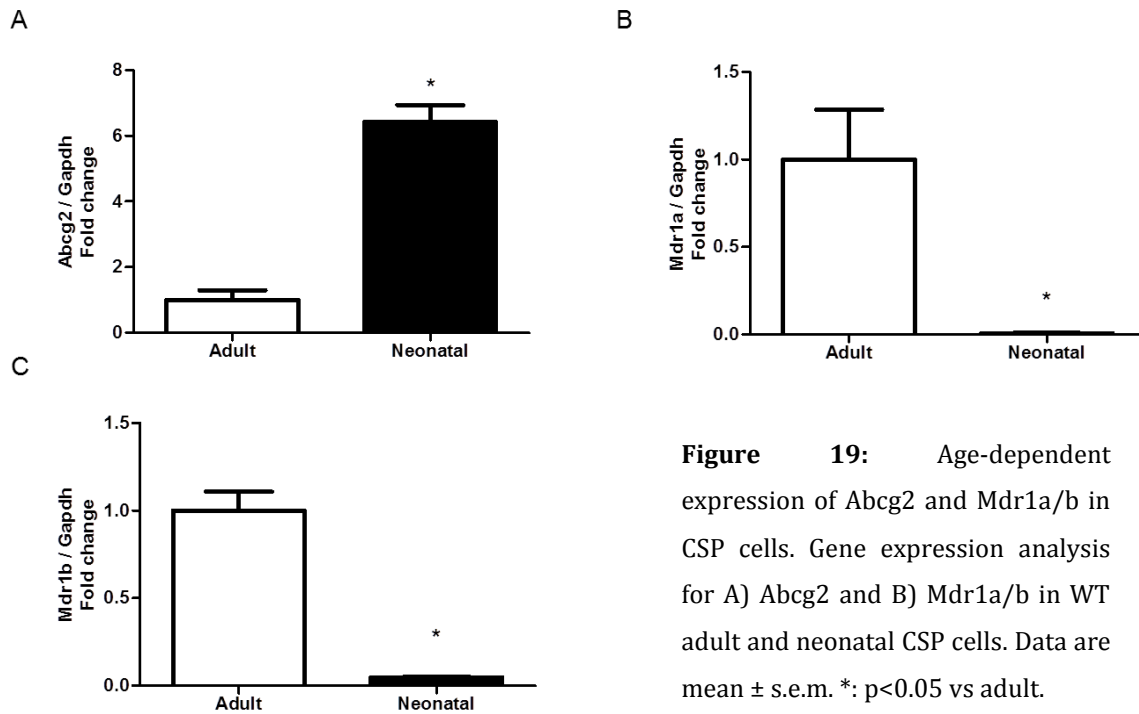 A
Abcg2 / Gapdh
Fold change
8
6
4
2
0
*
Adult
Neonatal
B
Mdr1a / Gapdh
Fold change
1.5
1.0
0.5
0.0
*
Adult
Neonatal
C
Mdr1b / Gapdh
Fold change
1.5
1.0
0.5
0.0
*
Adult
Neonatal
Figure 19: Age-dependent
expression of Abcg2 and Mdr1a/b in
CSP cells. Gene expression analysis
for A) Abcg2 and B) Mdr1a/b in WT
adult and neonatal CSP cells. Data are
mean ± s.e.m. *: p<0.05 vs adult.